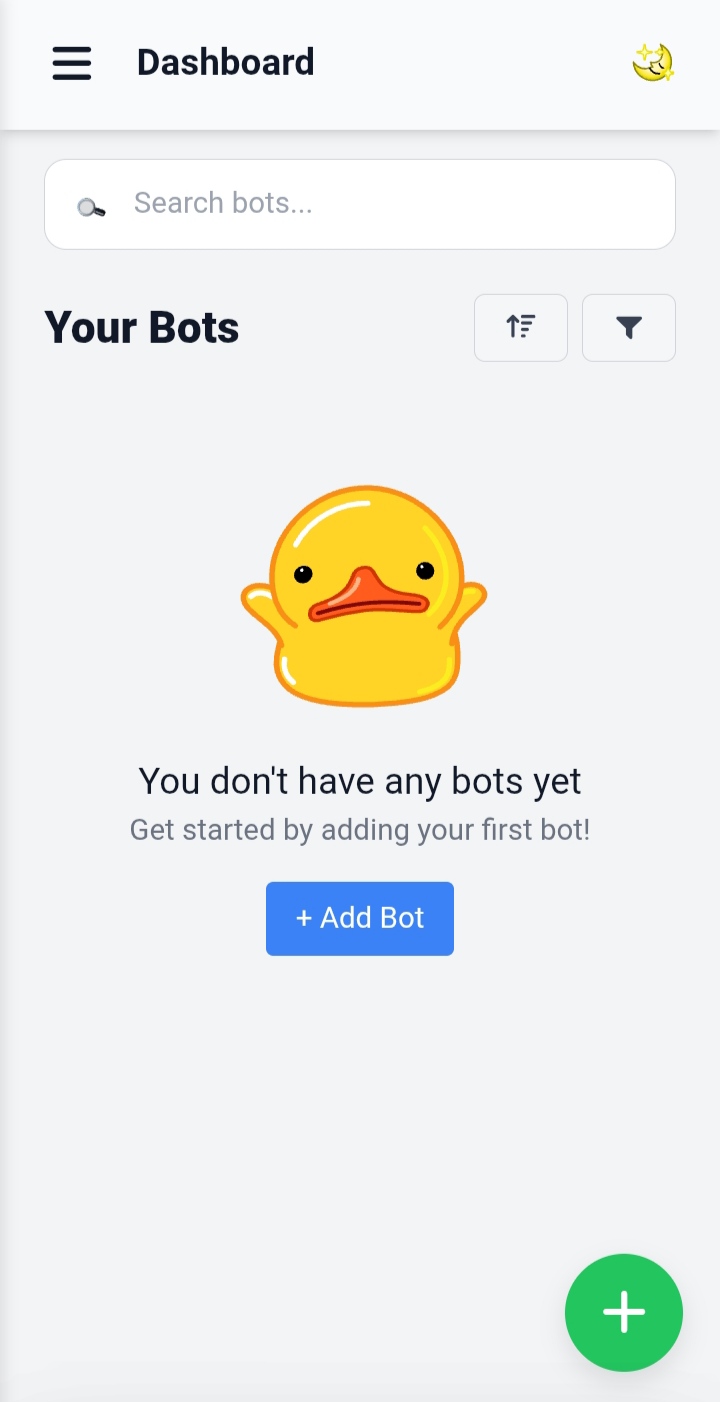 Dashboard
Search bots...
Your Bots
You don't have any bots yet
Get started by adding your first bot!
+ Add Bot